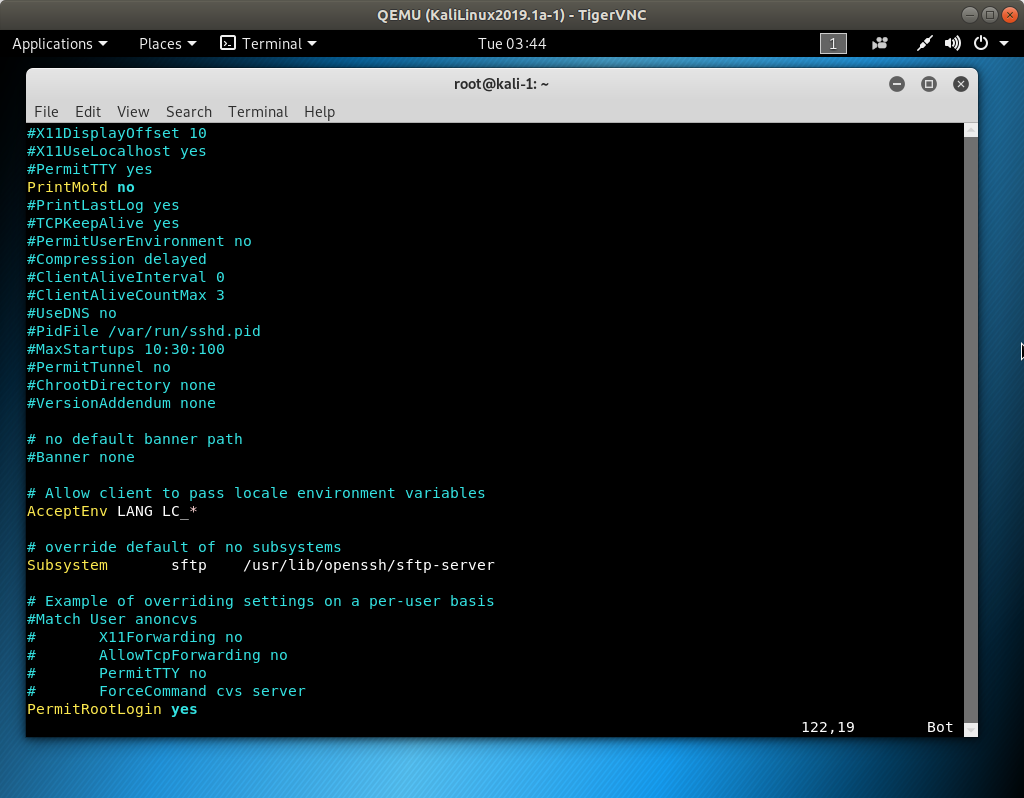 QEMU (KaliLinux2019.1a-1) - TigerVNC
Applications Places Terminal Tue 03:44 1
root@kali-1: ~
File Edit View Search Terminal Help
#X11DisplayOffset 10
#X11UseLocalhost yes
#PermitTTY yes
PrintMotd no
#PrintLastLog yes
#TCPKeepAlive yes
#PermitUserEnvironment no
#Compression delayed
#ClientAliveInterval 0
#ClientAliveCountMax 3
#UseDNS no
#PidFile /var/run/sshd.pid
#MaxStartups 10:30:100
#PermitTunnel no
#ChrootDirectory none
#VersionAddendum none
# no default banner path
#Banner none
# Allow client to pass locale environment variables
AcceptEnv LANG LC_*
# override default of no subsystems
Subsystem       sftp    /usr/lib/openssh/sftp-server
# Example of overriding settings on a per-user basis
#Match User anoncvs
#       X11Forwarding no
#       AllowTcpForwarding no
#       PermitTTY no
#       ForceCommand cvs server
PermitRootLogin yes
122,19        Bot